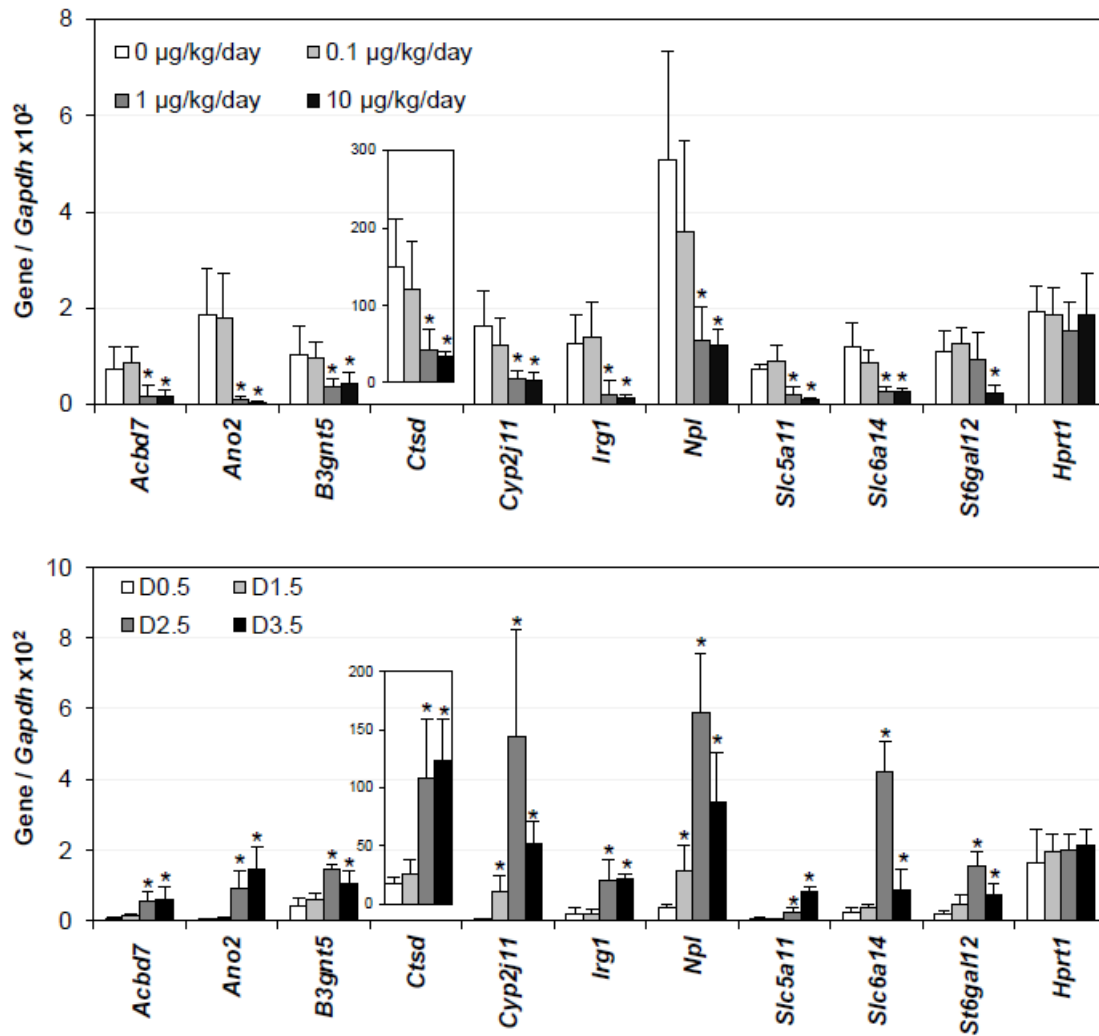 8
6
4
2
0
Gene / Gapdh x10²
0 µg/kg/day
0.1 µg/kg/day
1 µg/kg/day
10 µg/kg/day
300
200
100
0
* *
* *
* *
* *
* *
* *
* *
* *
* *
*
Acbd7
Ano2
B3gnt5
Ctsd
Cyp2j11
Irg1
Npl
Slc5a11
Slc6a14
St6gal12
Hprt1
10
8
6
4
2
0
Gene / Gapdh x10²
D0.5
D1.5
D2.5
D3.5
200
150
100
50
0
* *
* *
* *
* *
* * *
* *
* * *
* *
* *
* *
Acbd7
Ano2
B3gnt5
Ctsd
Cyp2j11
Irg1
Npl
Slc5a11
Slc6a14
St6gal12
Hprt1